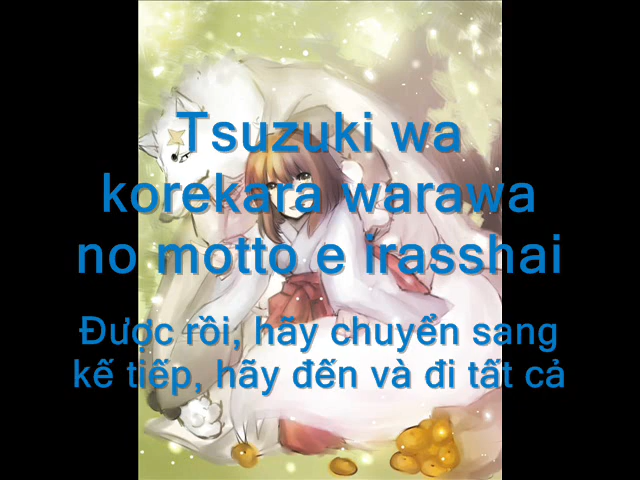 Tsuzuki wa
korekara warawa
no motto e irasshai
Được rồi, hãy chuyển sang
kế tiếp, hãy đến và đi tất cả